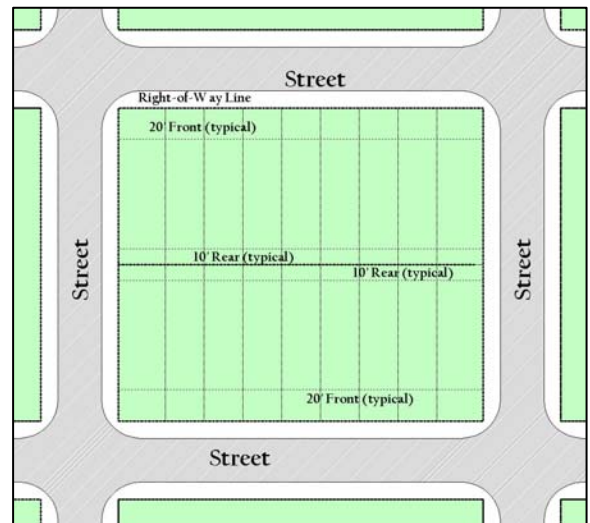 Street
Right-of-Way Line
20' Front (typical)
Street
Street
10' Rear (typical)
10' Rear (typical)
20' Front (typical)
Street